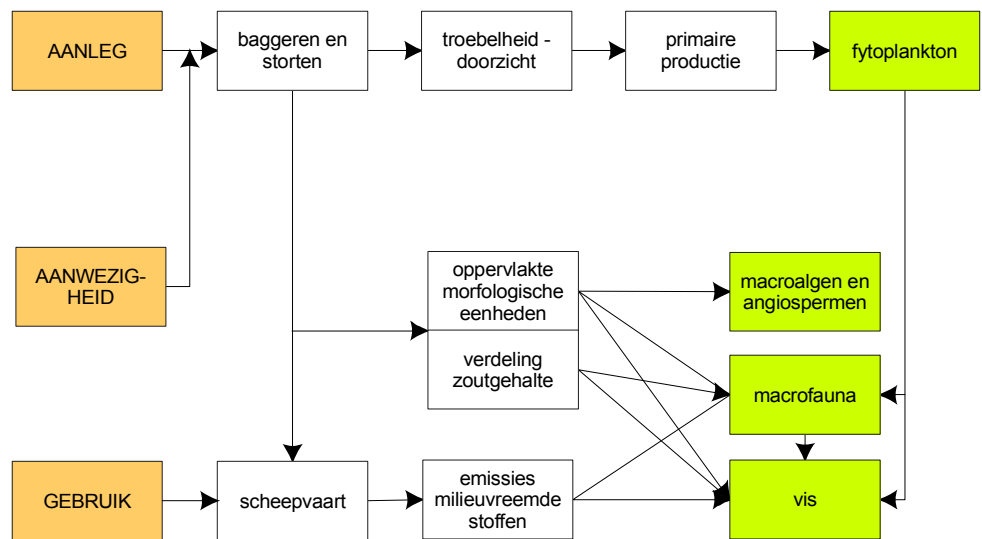 AANLEG
baggeren en
storten
troebelheid -
doorzicht
primaire
productie
fytoplankton
AANWEZIG-
HEID
oppervlakte
morfologische
eenheden
macroalgen en
angiospermen
verdeling
zoutgehalte
macrofauna
GEBRUIK
scheepvaart
emissies
milieuvreemde
stoffen
vis